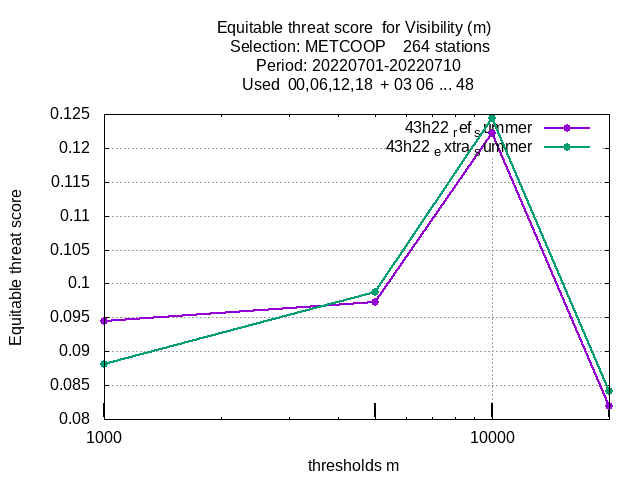 Equitable threat score  for Visibility (m)
Selection: METCOOP    264 stations
Period: 20220701-20220710
Used  00,06,12,18  + 03 06 ... 48
43h22 ref summer
43h22 extra summer
Equitable threat score
0.125
0.12
0.115
0.11
0.105
0.1
0.095
0.09
0.085
0.08
1000
10000
thresholds m